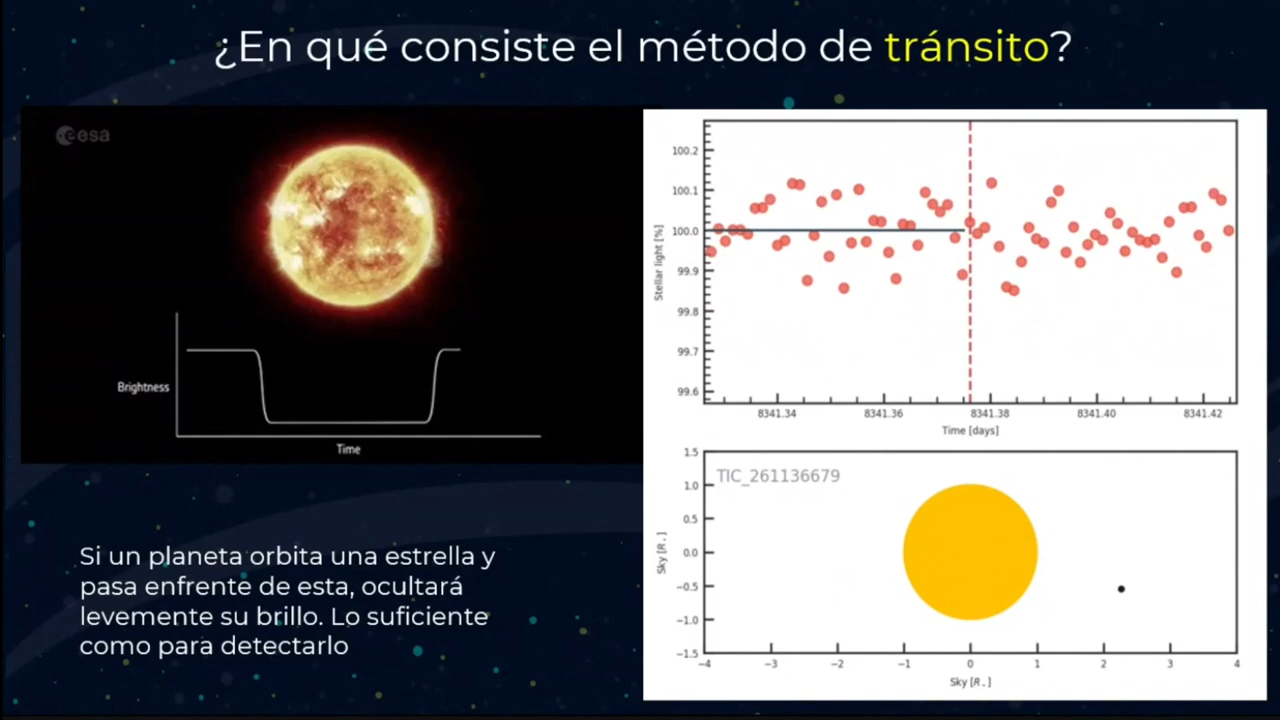 ¿En qué consiste el método de tránsito?
esa
Brightness
Time
100.2
100.1
100.0
99.9
99.8
99.7
99.6
Stellar light [%]
8341.34 8341.36 8341.38 8341.40 8341.42
Time [days]
1.5
1.0
0.5
0.0
−0.5
−1.0
−1.5
Sky [R⋆]
TIC_261136679
−4 −3 −2 −1 0 1 2 3 4
Sky [R⋆]
Si un planeta orbita una estrella y
pasa enfrente de esta, ocultará
levemente su brillo. Lo suficiente
como para detectarlo